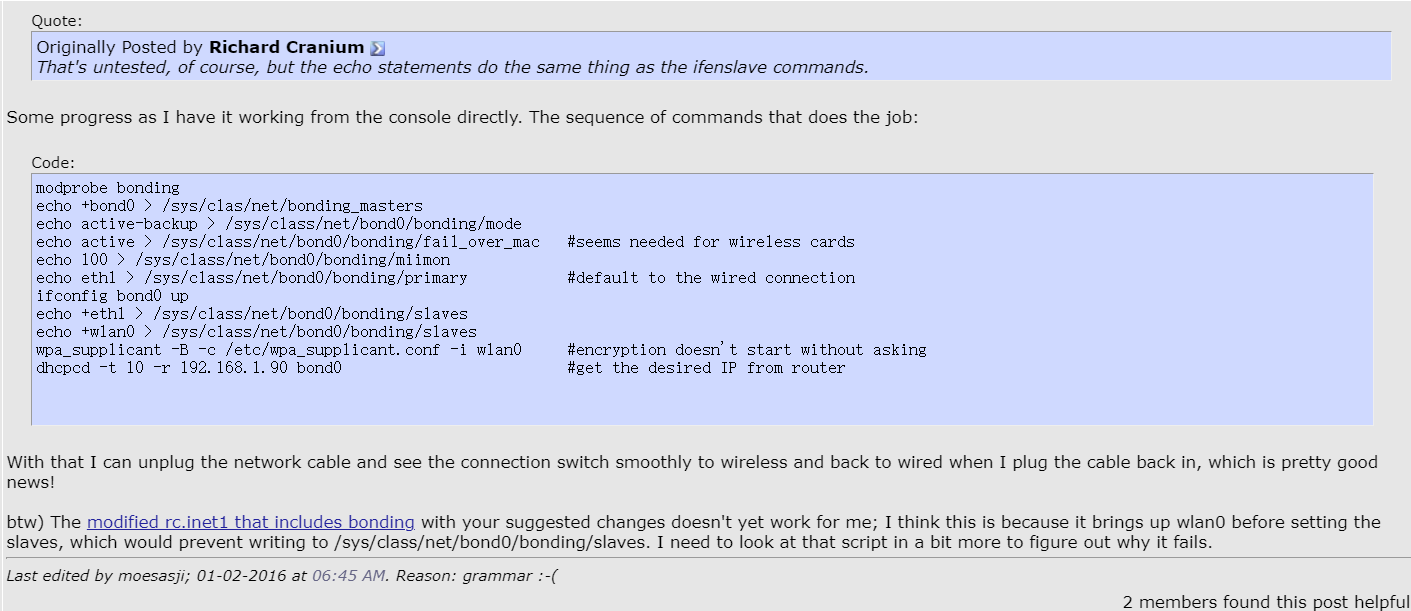 Quote:
Originally Posted by Richard Cranium
That's untested, of course, but the echo statements do the same thing as the ifenslave commands.
Some progress as I have it working from the console directly. The sequence of commands that does the job:
Code:
modprobe bonding
echo +bond0 > /sys/clas/net/bonding_masters
echo active-backup > /sys/class/net/bond0/bonding/mode
echo active > /sys/class/net/bond0/bonding/fail_over_mac   #seems needed for wireless cards
echo 100 > /sys/class/net/bond0/bonding/miimon
echo eth1 > /sys/class/net/bond0/bonding/primary           #default to the wired connection
ifconfig bond0 up
echo +eth1 > /sys/class/net/bond0/bonding/slaves
echo +wlan0 > /sys/class/net/bond0/bonding/slaves
wpa_supplicant -B -c /etc/wpa_supplicant.conf -i wlan0     #encryption doesn't start without asking
dhcpcd -t 10 -r 192.168.1.90 bond0                         #get the desired IP from router
With that I can unplug the network cable and see the connection switch smoothly to wireless and back to wired when I plug the cable back in, which is pretty good
news!
btw) The modified rc.inet1 that includes bonding with your suggested changes doesn't yet work for me; I think this is because it brings up wlan0 before setting the
slaves, which would prevent writing to /sys/class/net/bond0/bonding/slaves. I need to look at that script in a bit more to figure out why it fails.
Last edited by moesasji; 01-02-2016 at 06:45 AM. Reason: grammar :-(
2 members found this post helpful